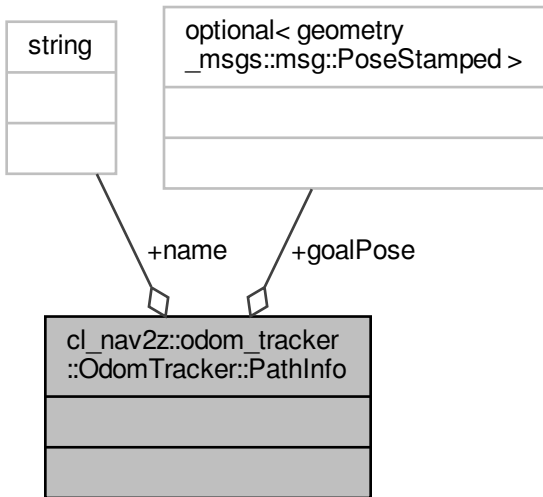 string
optional< geometry
_msgs::msg::PoseStamped >
+name
+goalPose
cl_nav2z::odom_tracker
::OdomTracker::PathInfo